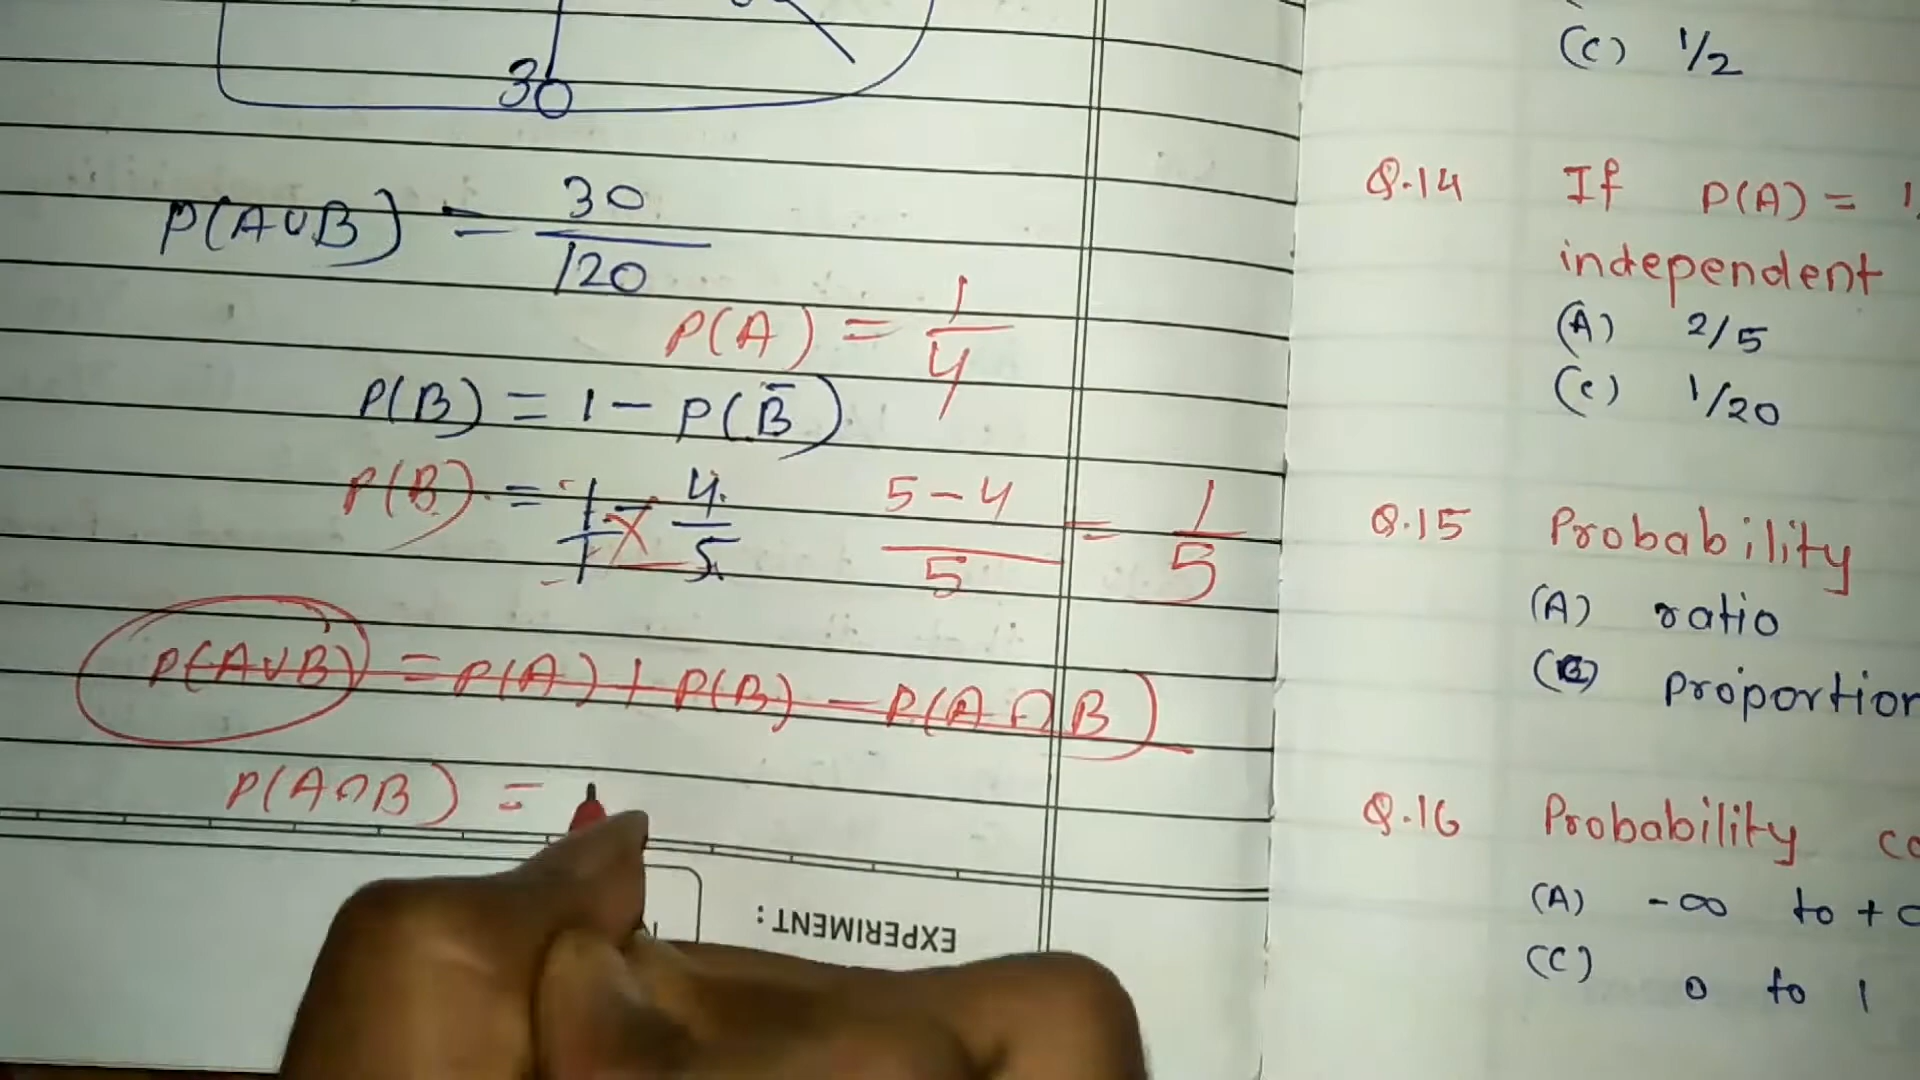 30
P(A∪B) = 30/120
P(A) = 1/4
P(B) = 1 - P(B̄)
P(B) = 1/1 - 4/5 5-4/5 = 1/5
P(A∪B) = P(A) + P(B) - P(A∩B)
P(A∩B) =
EXPERIMENT :
(C) 1/2
Q.14 If P(A) =
independent
(A) 2/5
(C) 1/20
Q.15 Probability
(A) ratio
proportion
Q.16 Probability
(A) -∞ to +
(C) 0 to 1